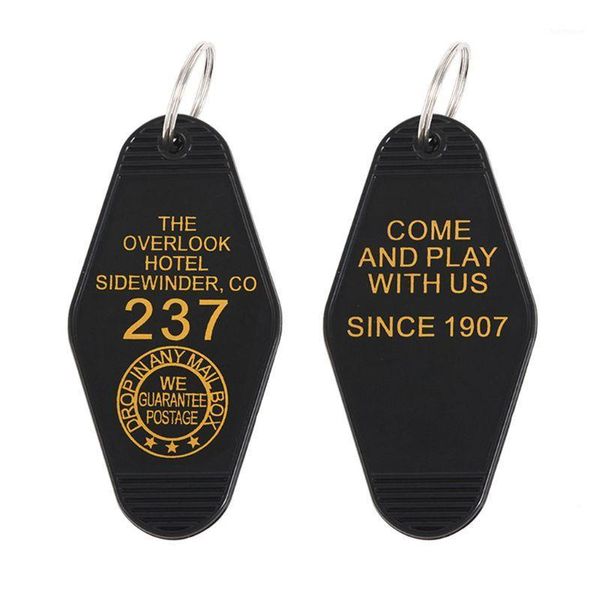 THE
OVERLOOK
HOTEL
SIDEWINDER, CO
237
DROP IN ANY MAIL BOX
WE
GUARANTEE
POSTAGE
COME
AND PLAY
WITH US
SINCE 1907